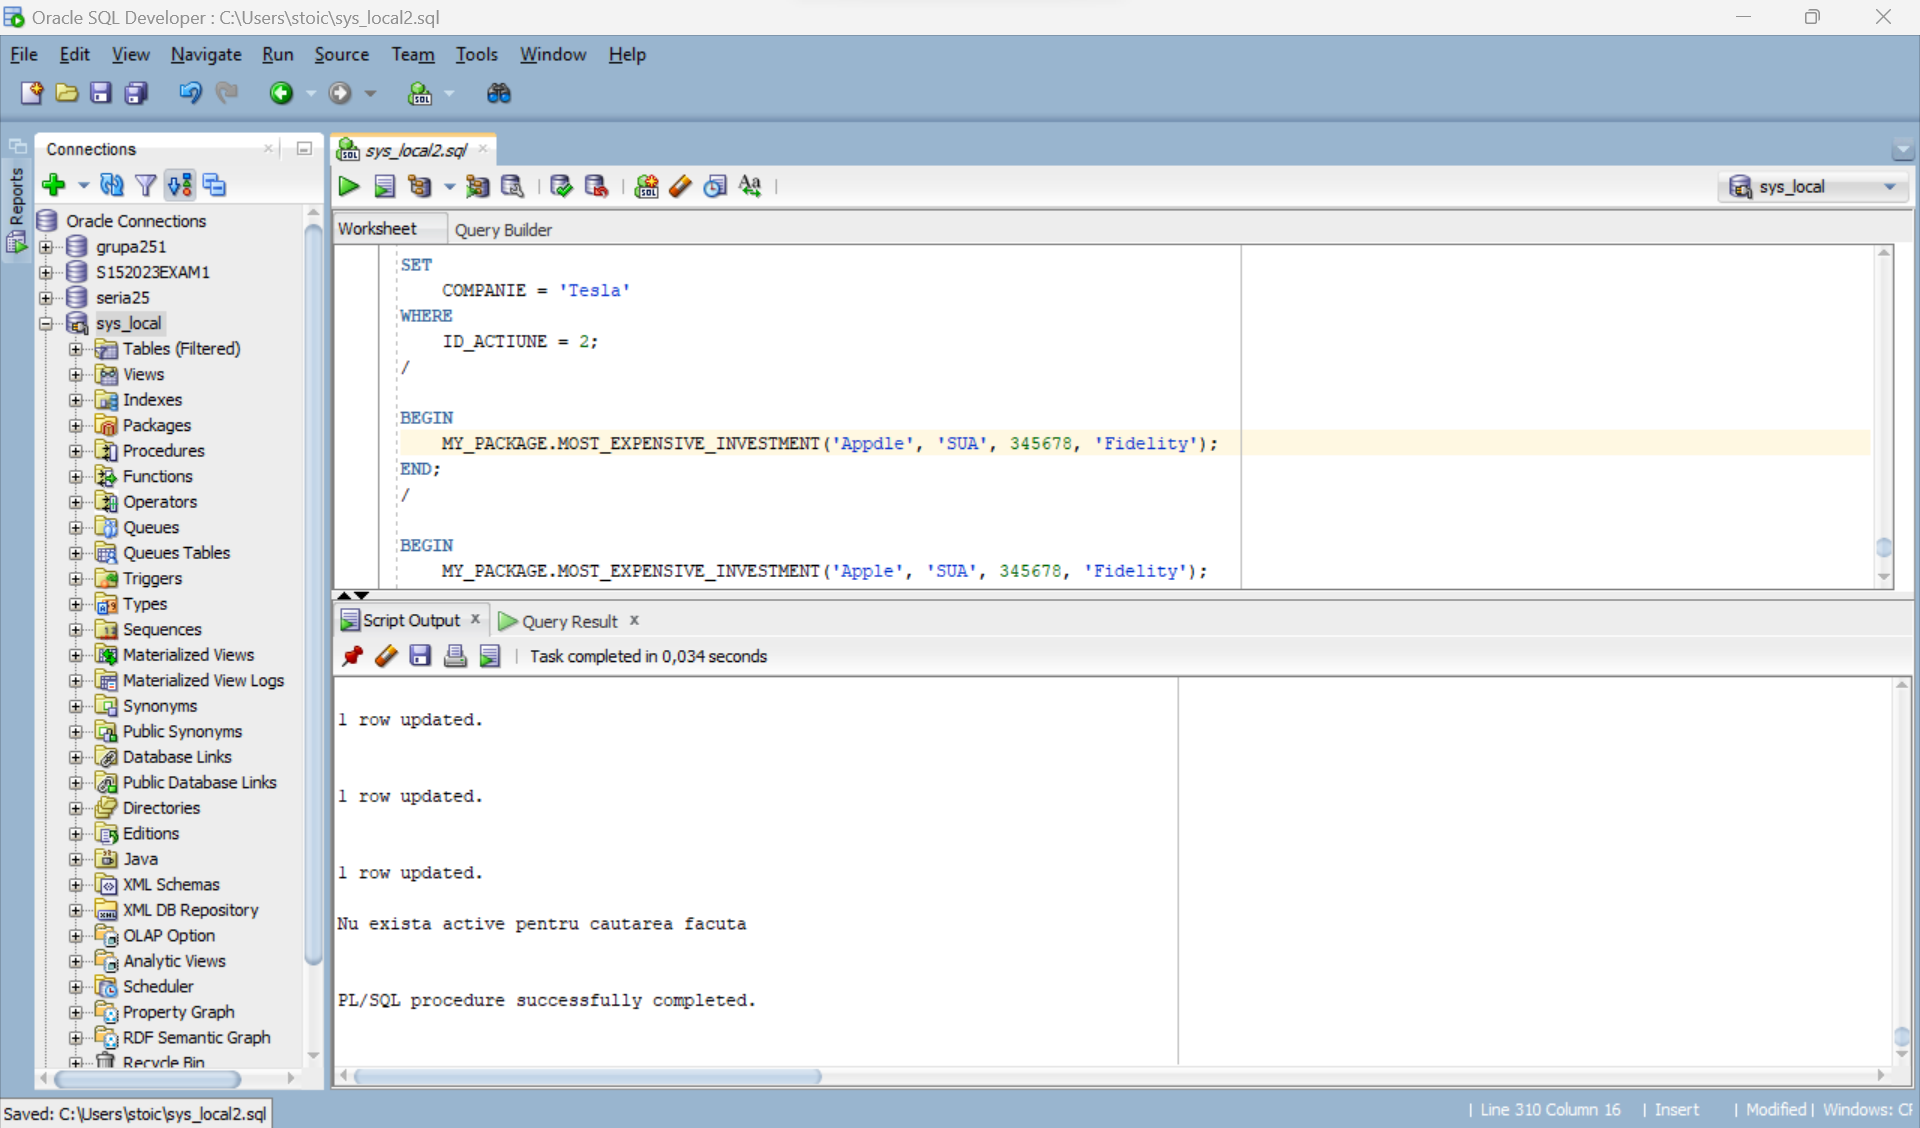 Oracle SQL Developer : C:\Users\stoic\sys_local2.sql
File Edit View Navigate Run Source Team Tools Window Help
Reports
Connections
Oracle Connections
grupa251
S152023EXAM1
seria25
sys_local
Tables (Filtered)
Views
Indexes
Packages
Procedures
Functions
Operators
Queues
Queues Tables
Triggers
Types
Sequences
Materialized Views
Materialized View Logs
Synonyms
Public Synonyms
Database Links
Public Database Links
Directories
Editions
Java
XML Schemas
XML DB Repository
OLAP Option
Analytic Views
Scheduler
Property Graph
RDF Semantic Graph
Recycle Bin
sys_local2.sql
sys_local
Worksheet Query Builder
SET
COMPANIE = 'Tesla'
WHERE
ID_ACTIUNE = 2;
/
BEGIN
MY_PACKAGE.MOST_EXPENSIVE_INVESTMENT('Appdle', 'SUA', 345678, 'Fidelity');
END;
/
BEGIN
MY_PACKAGE.MOST_EXPENSIVE_INVESTMENT('Apple', 'SUA', 345678, 'Fidelity');
Script Output Query Result
Task completed in 0,034 seconds
1 row updated.
1 row updated.
1 row updated.
Nu exista active pentru cautarea facuta
PL/SQL procedure successfully completed.
Saved: C:\Users\stoic\sys_local2.sql
| Line 310 Column 16 | Insert | Modified | Windows: